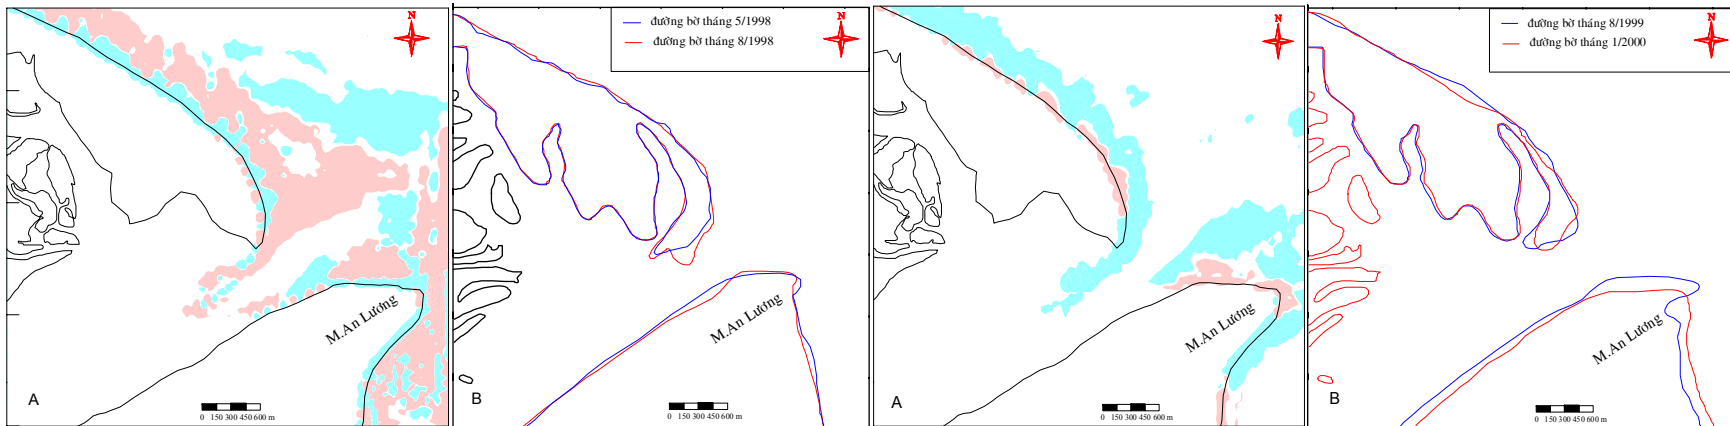 N
M.An Lương
A
0 150 300 450 600 m
đường bờ tháng 5/1998
đường bờ tháng 8/1998
N
M.An Lương
B
0 150 300 450 600 m
N
M.An Lương
A
0 150 300 450 600 m
đường bờ tháng 8/1999
đường bờ tháng 1/2000
N
M.An Lương
B
0 150 300 450 600 m